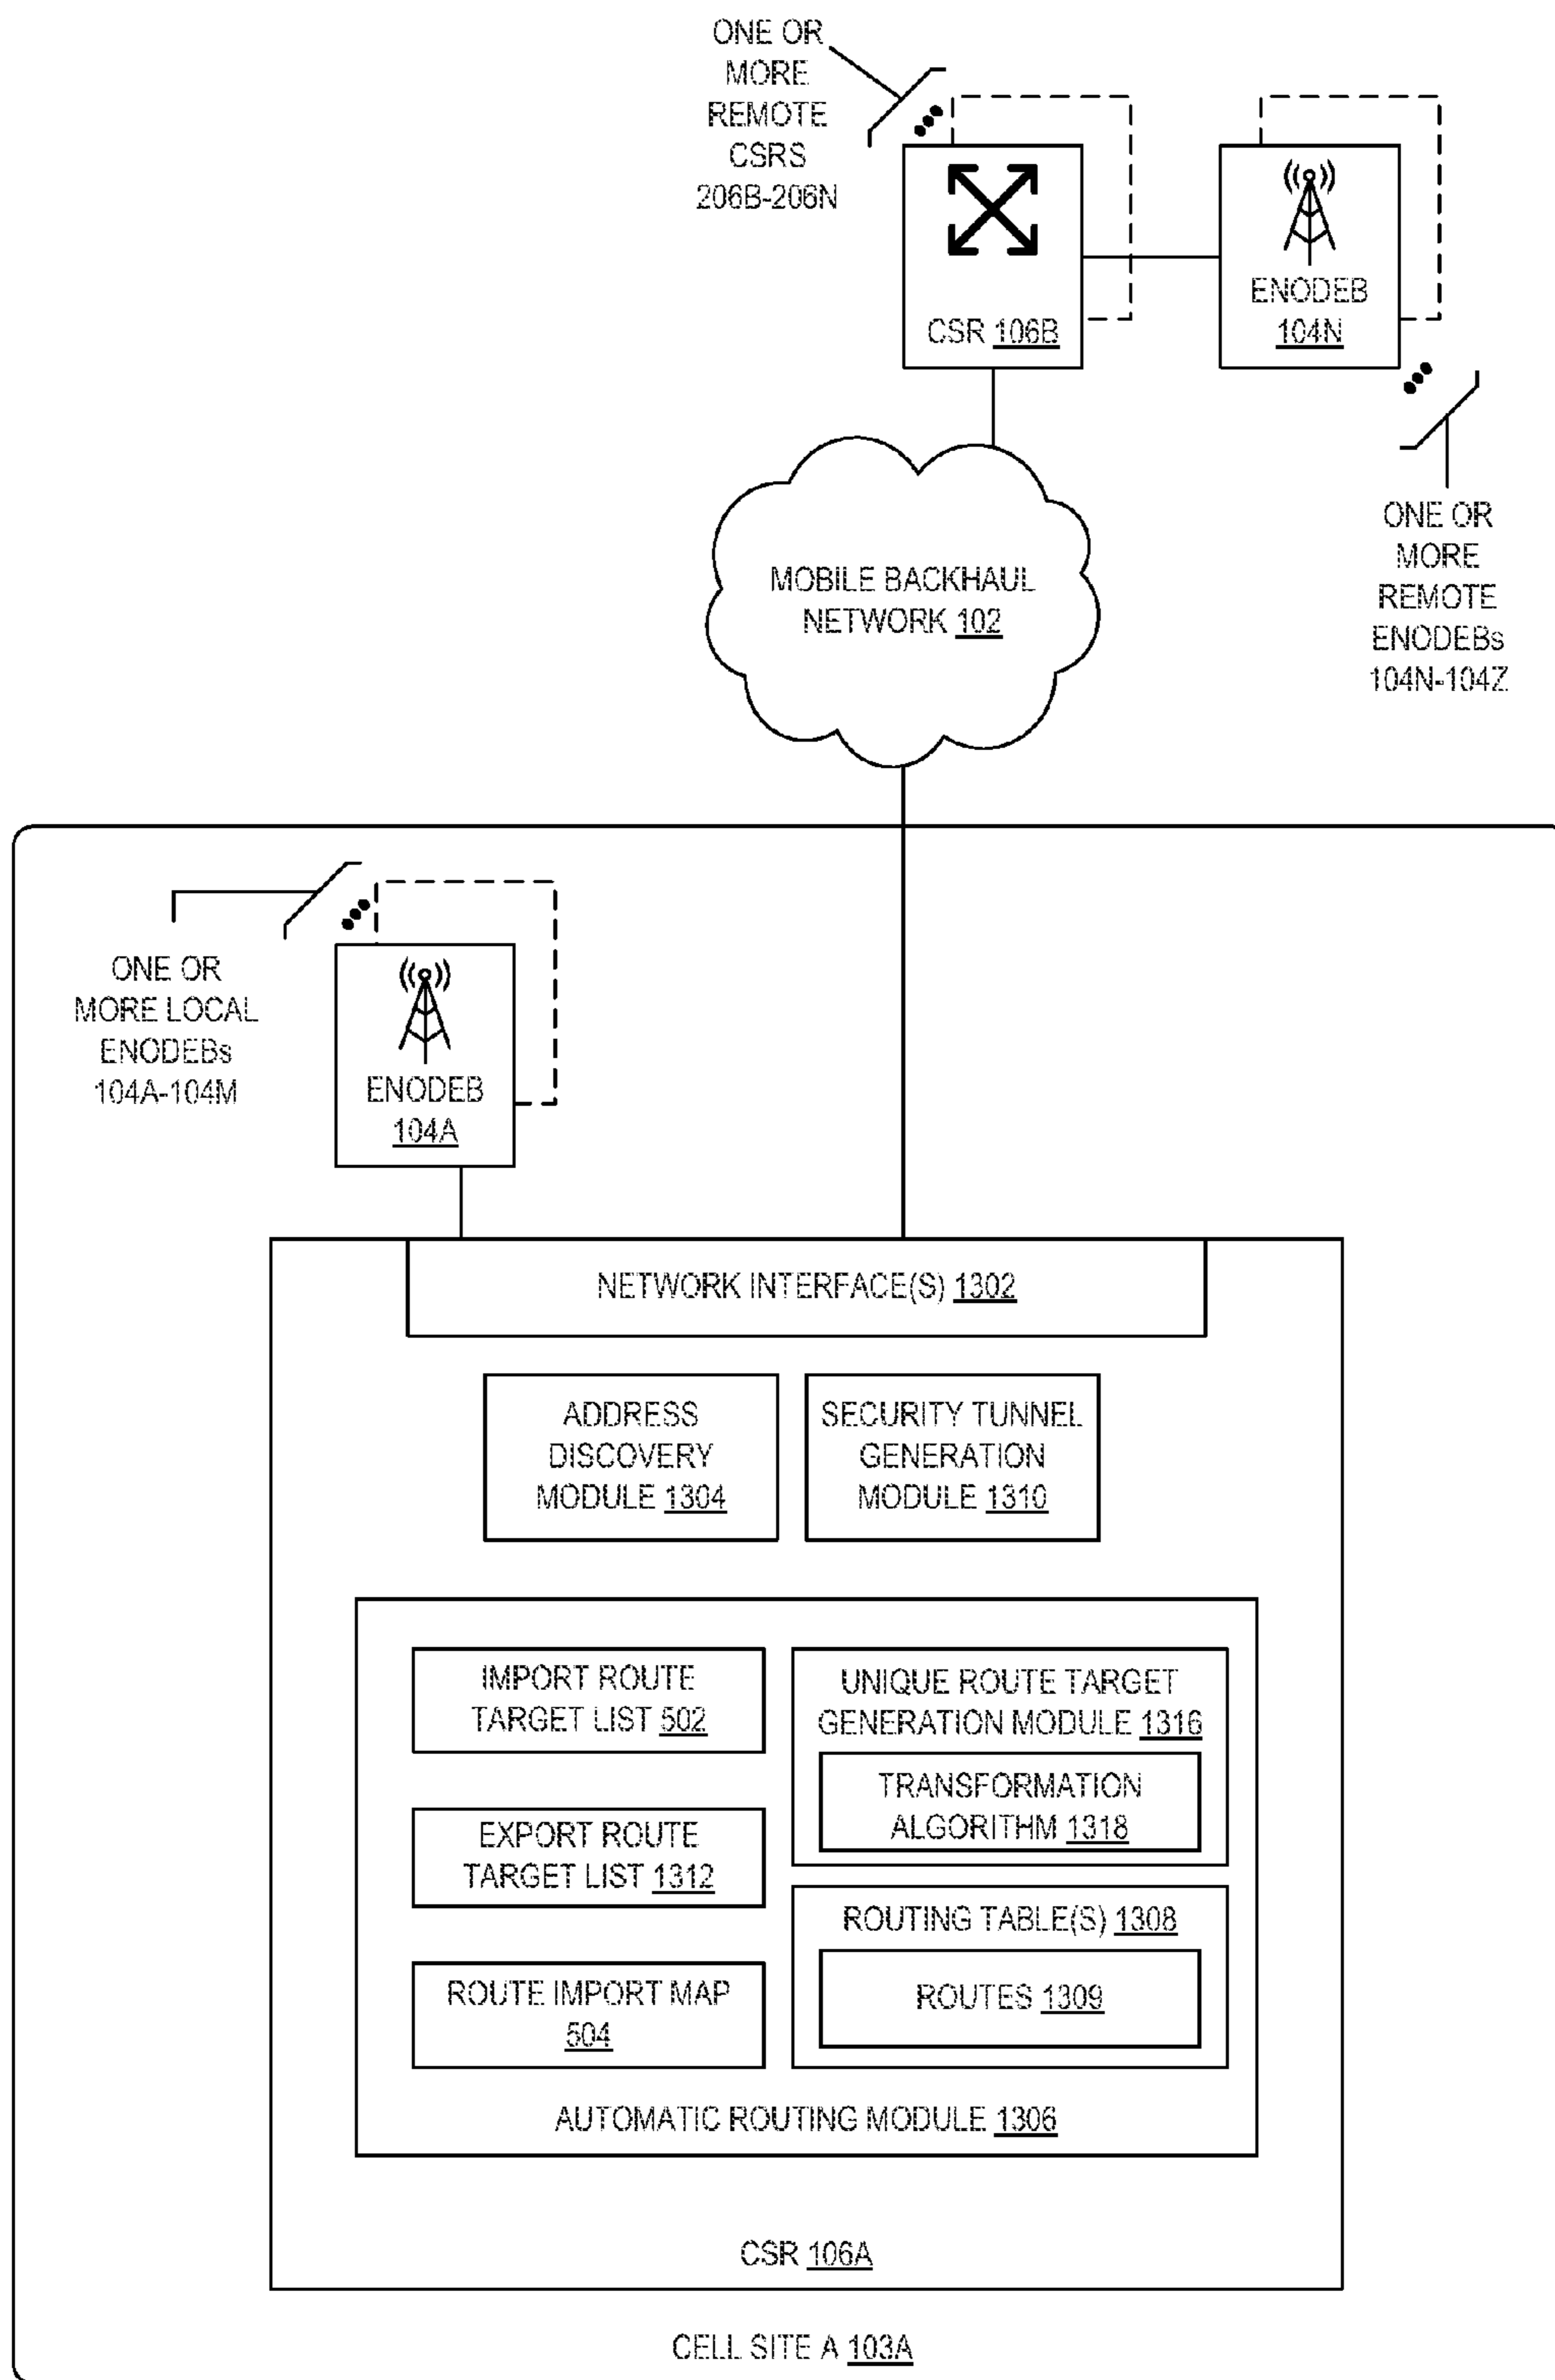 ONE OR
MORE
REMOTE
CSRS
206B-206N
CSR 106B
ENODEB
104N
MOBILE BACKHAUL
NETWORK 102
ONE OR
MORE
REMOTE
ENODEBs
104N-104Z
ONE OR
MORE LOCAL
ENODEBs
104A-104M
ENODEB
104A
NETWORK INTERFACE(S) 1302
ADDRESS
DISCOVERY
MODULE 1304
SECURITY TUNNEL
GENERATION
MODULE 1310
IMPORT ROUTE
TARGET LIST 502
UNIQUE ROUTE TARGET
GENERATION MODULE 1316
TRANSFORMATION
ALGORITHM 1318
EXPORT ROUTE
TARGET LIST 1312
ROUTING TABLE(S) 1308
ROUTES 1309
ROUTE IMPORT MAP
504
AUTOMATIC ROUTING MODULE 1306
CSR 106A
CELL SITE A 103A